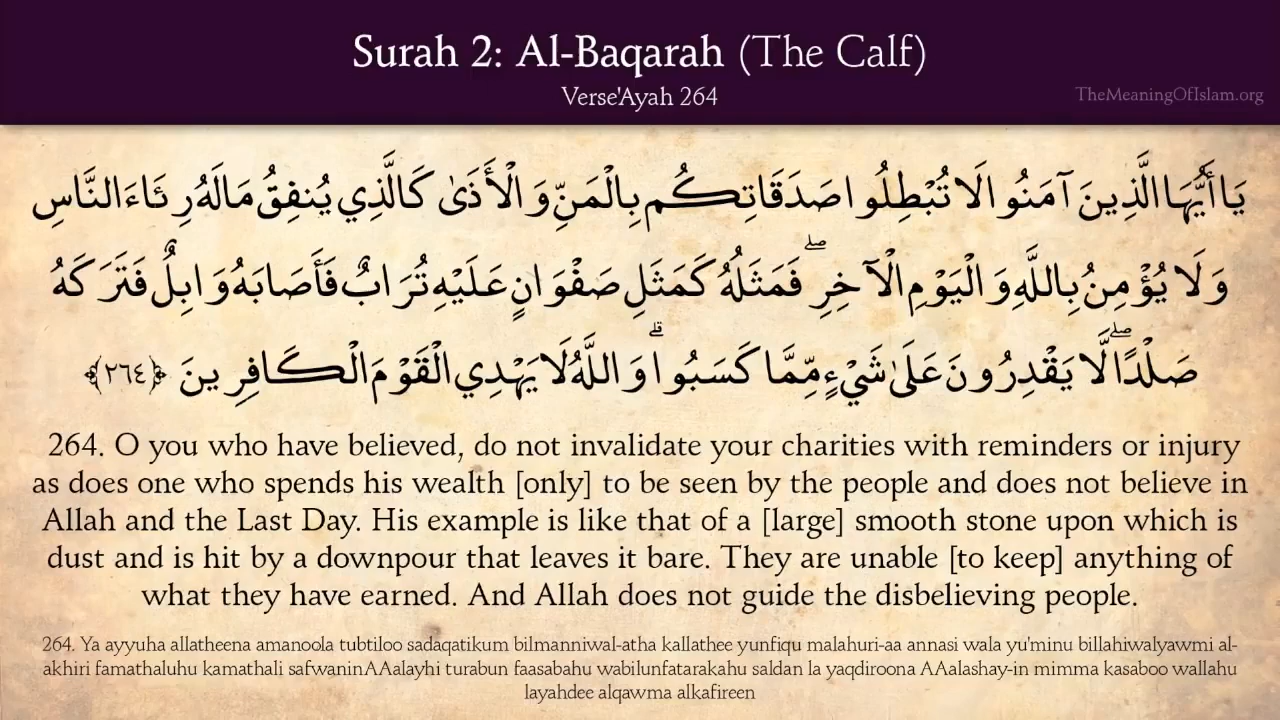 Surah 2: Al-Baqarah (The Calf)
Verse'Ayah 264
TheMeaningOfIslam.org
يَا أَيُّهَا الَّذِينَ آمَنُوا لَا تُبْطِلُوا صَدَقَاتِكُم بِالْمَنِّ وَالْأَذَىٰ كَالَّذِي يُنفِقُ مَالَهُ رِئَاءَ النَّاسِ
وَلَا يُؤْمِنُ بِاللَّهِ وَالْيَوْمِ الْآخِرِ ۖ فَمَثَلُهُ كَمَثَلِ صَفْوَانٍ عَلَيْهِ تُرَابٌ فَأَصَابَهُ وَابِلٌ فَتَرَكَهُ
صَلْدًا ۖ لَّا يَقْدِرُونَ عَلَىٰ شَيْءٍ مِّمَّا كَسَبُوا ۗ وَاللَّهُ لَا يَهْدِي الْقَوْمَ الْكَافِرِينَ ﴿٢٦٤﴾
264. O you who have believed, do not invalidate your charities with reminders or injury
as does one who spends his wealth [only] to be seen by the people and does not believe in
Allah and the Last Day. His example is like that of a [large] smooth stone upon which is
dust and is hit by a downpour that leaves it bare. They are unable [to keep] anything of
what they have earned. And Allah does not guide the disbelieving people.
264. Ya ayyuha allatheena amanoola tubtiloo sadaqatikum bilmanniwal-atha kallathee yunfiqu malahuri-aa annasi wala yu'minu billahiwalyawmi al-
akhiri famathaluhu kamathali safwaninAAalayhi turabun faasabahu wabilunfatarakahu saldan la yaqdiroona AAalashay-in mimma kasaboo wallahu
layahdee alqawma alkafireen